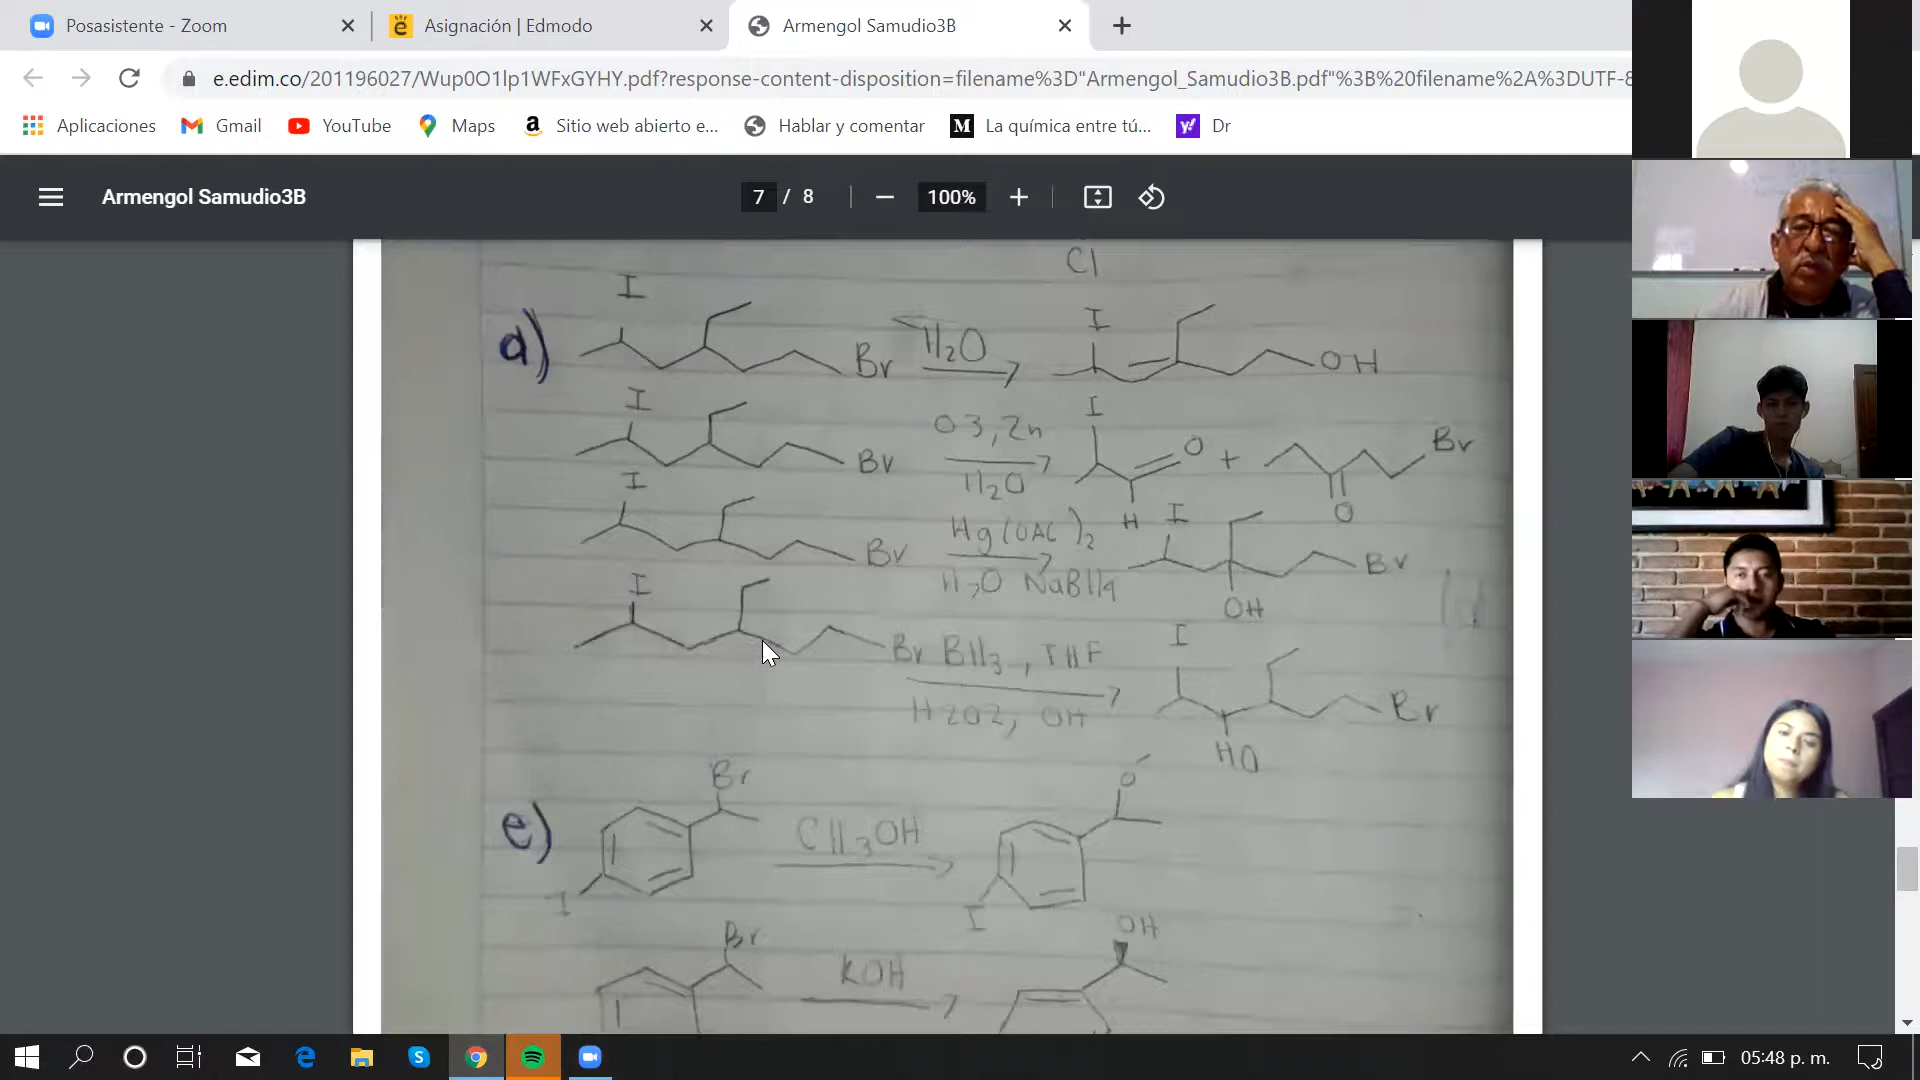 Posasistente - Zoom
Asignación | Edmodo
Armengol Samudio3B
e.edim.co/201196027/Wup0O1lp1WFxGYHY.pdf?response-content-disposition=filename%3D"Armengol_Samudio3B.pdf"%3B%20filename%2A%3DUTF-8
Aplicaciones
Gmail
YouTube
Maps
Sitio web abierto e...
Hablar y comentar
La química entre tú...
Dr
Armengol Samudio3B
7 / 8
100%
Cl
d)
I
Br
H2O
I
OH
I
Br
O3, Zn
H2O
I
O
H
+
O
Br
I
Br
Hg(OAC)2
H2O NaBH4
I
OH
Br
I
Br
BH3, THF
H2O2, OH
I
HO
Br
e)
Br
I
CH3OH
O
I
Br
KOH
OH
05:48 p. m.